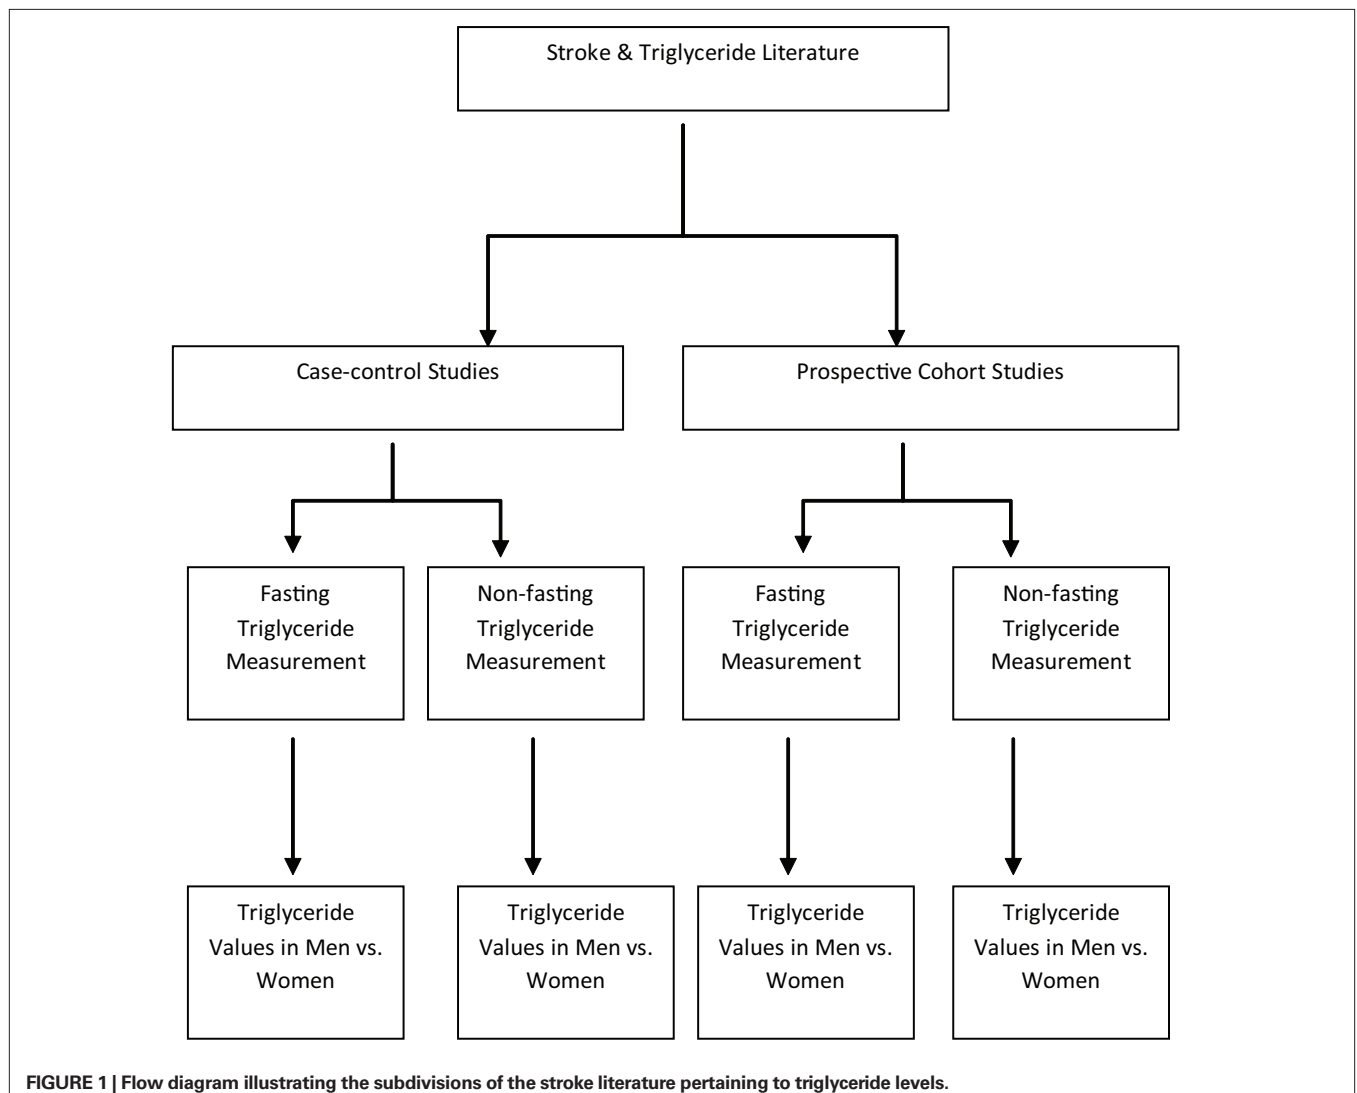 Stroke & Triglyceride Literature
Case-control Studies
Prospective Cohort Studies
Fasting
Triglyceride
Measurement
Non-fasting
Triglyceride
Measurement
Fasting
Triglyceride
Measurement
Non-fasting
Triglyceride
Measurement
Triglyceride
Values in Men vs.
Women
Triglyceride
Values in Men vs.
Women
Triglyceride
Values in Men vs.
Women
Triglyceride
Values in Men vs.
Women
FIGURE 1 | Flow diagram illustrating the subdivisions of the stroke literature pertaining to triglyceride levels.